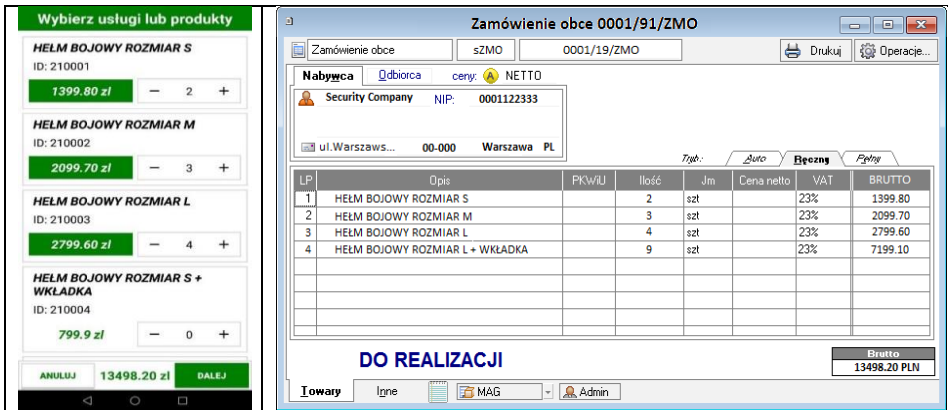 Wybierz usługi lub produkty
HEŁM BOJOWY ROZMIAR S
ID: 210001
1399.80 zł − 2 +
HEŁM BOJOWY ROZMIAR M
ID: 210002
2099.70 zł − 3 +
HEŁM BOJOWY ROZMIAR L
ID: 210003
2799.60 zł − 4 +
HEŁM BOJOWY ROZMIAR S +
WKŁADKA
ID: 210004
799.9 zł − 0 +
ANULUJ 13498.20 zł DALEJ
Zamówienie obce 0001/91/ZMO
Zamówienie obce sZMO 0001/19/ZMO Drukuj Operacje...
Nabywca Odbiorca ceny: A NETTO
Security Company NIP: 0001122333
ul.Warszaws... 00-000 Warszawa PL
Tryb.: Auto Ręczny Pełny
LP Opis PKWiU Ilość Jm Cena netto VAT BRUTTO
1 HEŁM BOJOWY ROZMIAR S 2 szt 23% 1399.80
2 HEŁM BOJOWY ROZMIAR M 3 szt 23% 2099.70
3 HEŁM BOJOWY ROZMIAR L 4 szt 23% 2799.60
4 HEŁM BOJOWY ROZMIAR L + WKŁADKA 9 szt 23% 7199.10
DO REALIZACJI
Brutto
13498.20 PLN
Towary Inne MAG Admin